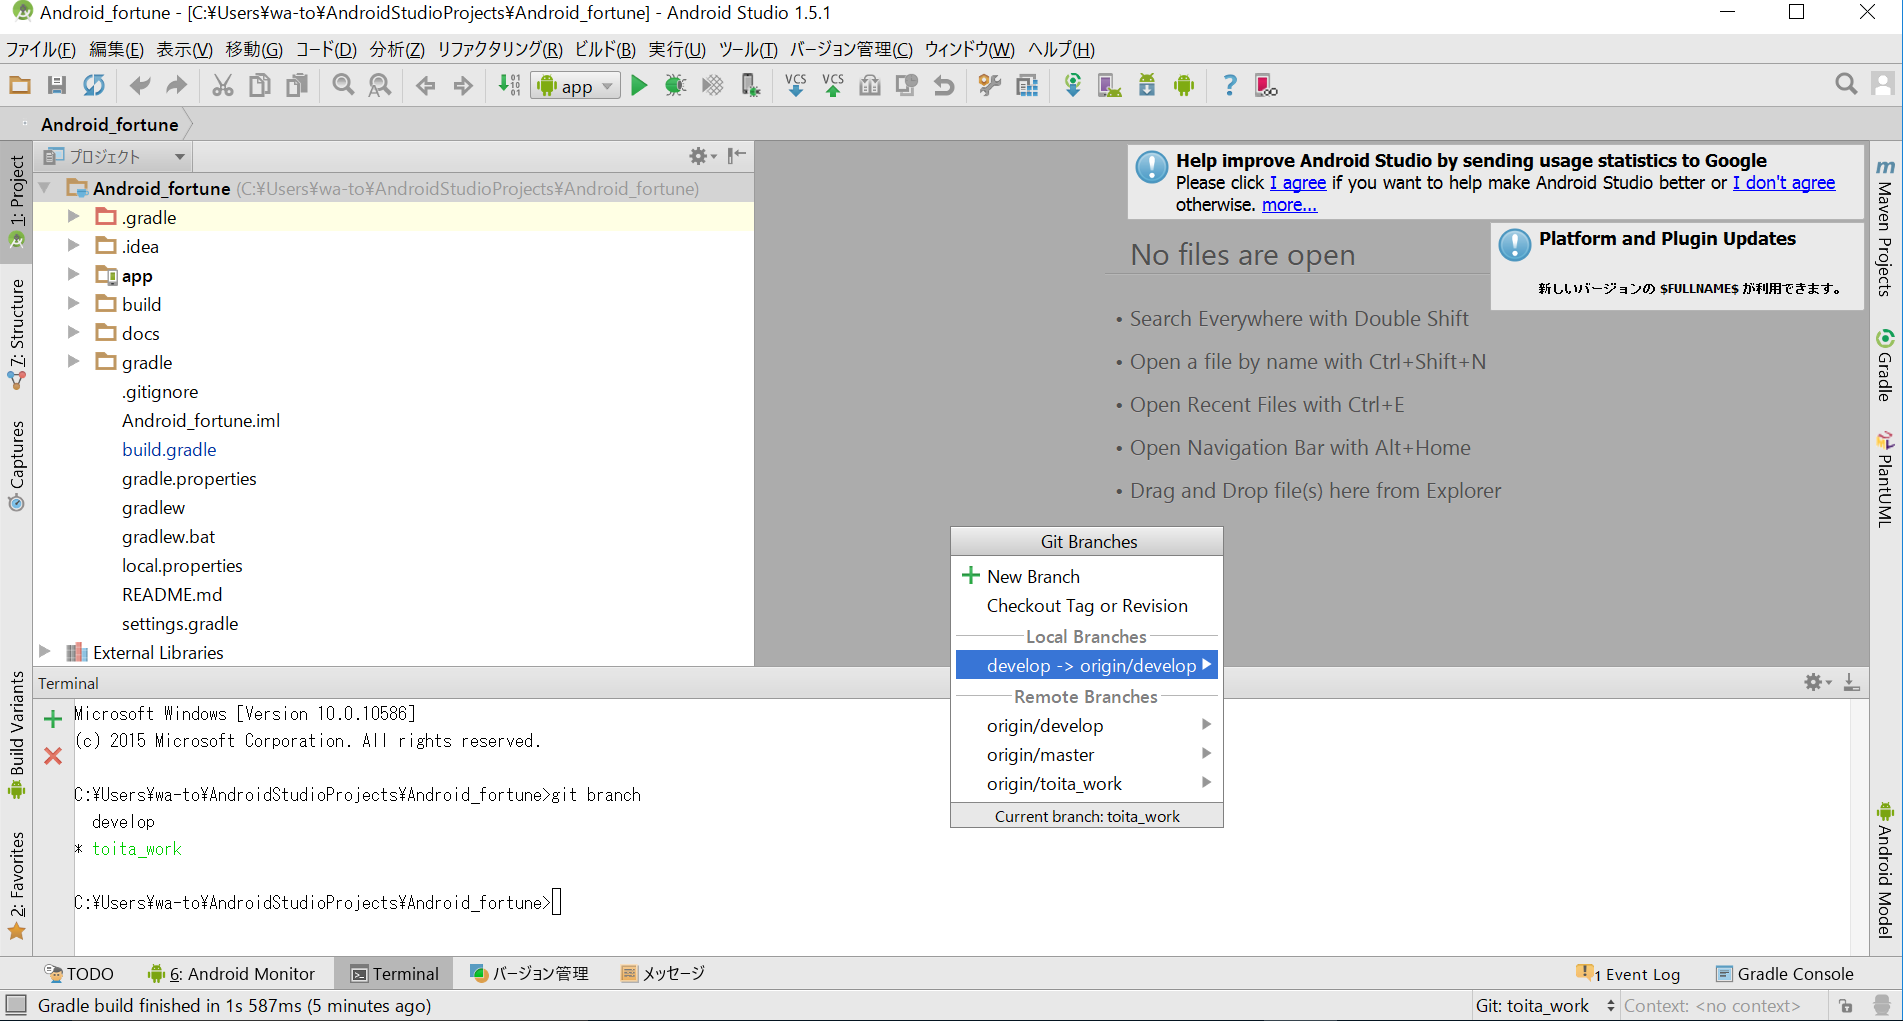 Android_fortune - [C:¥Users¥wa-to¥AndroidStudioProjects¥Android_fortune] - Android Studio 1.5.1
ファイル(F) 編集(E) 表示(V) 移動(G) コード(D) 分析(Z) リファクタリング(R) ビルド(B) 実行(U) ツール(T) バージョン管理(C) ウィンドウ(W) ヘルプ(H)
app VCS VCS ?
Android_fortune
1: Project
7: Structure
Captures
Build Variants
2: Favorites
プロジェクト
Android_fortune (C:¥Users¥wa-to¥AndroidStudioProjects¥Android_fortune)
.gradle
.idea
app
build
docs
gradle
.gitignore
Android_fortune.iml
build.gradle
gradle.properties
gradlew
gradlew.bat
local.properties
README.md
settings.gradle
External Libraries
Help improve Android Studio by sending usage statistics to Google
Please click I agree if you want to help make Android Studio better or I don't agree
otherwise. more...
Platform and Plugin Updates
新しいバージョンの $FULLNAME$ が利用できます。
No files are open
• Search Everywhere with Double Shift
• Open a file by name with Ctrl+Shift+N
• Open Recent Files with Ctrl+E
• Open Navigation Bar with Alt+Home
• Drag and Drop file(s) here from Explorer
Git Branches
New Branch
Checkout Tag or Revision
Local Branches
develop -> origin/develop
Remote Branches
origin/develop
origin/master
origin/toita_work
Current branch: toita_work
Maven Projects
Gradle
PlantUML
Android Model
Terminal
Microsoft Windows [Version 10.0.10586]
(c) 2015 Microsoft Corporation. All rights reserved.
C:¥Users¥wa-to¥AndroidStudioProjects¥Android_fortune>git branch
develop
* toita_work
C:¥Users¥wa-to¥AndroidStudioProjects¥Android_fortune>
TODO 6: Android Monitor Terminal バージョン管理 メッセージ 1 Event Log Gradle Console
Gradle build finished in 1s 587ms (5 minutes ago) Git: toita_work Context: <no context>